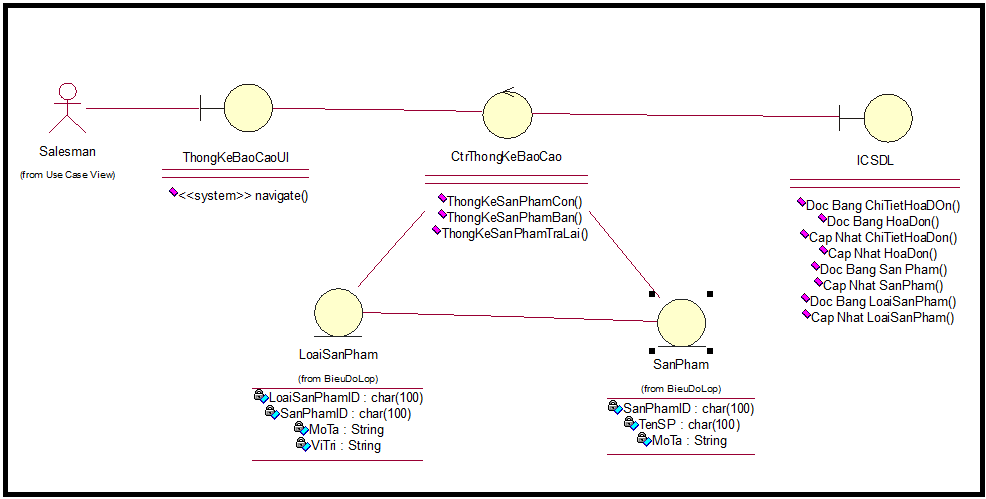 Salesman
(from Use Case View)
ThongKeBaoCaoUI
<<system>> navigate()
CtrThongKeBaoCao
ThongKeSanPhamCon()
ThongKeSanPhamBan()
ThongKeSanPhamTraLai()
ICSDL
Doc Bang ChiTietHoaDOn()
Doc Bang HoaDon()
Cap Nhat ChiTietHoaDon()
Cap Nhat HoaDon()
Doc Bang San Pham()
Cap Nhat SanPham()
Doc Bang LoaiSanPham()
Cap Nhat LoaiSanPham()
LoaiSanPham
(from BieuDoLop)
LoaiSanPhamID : char(100)
SanPhamID : char(100)
MoTa : String
ViTri : String
SanPham
(from BieuDoLop)
SanPhamID : char(100)
TenSP : char(100)
MoTa : String